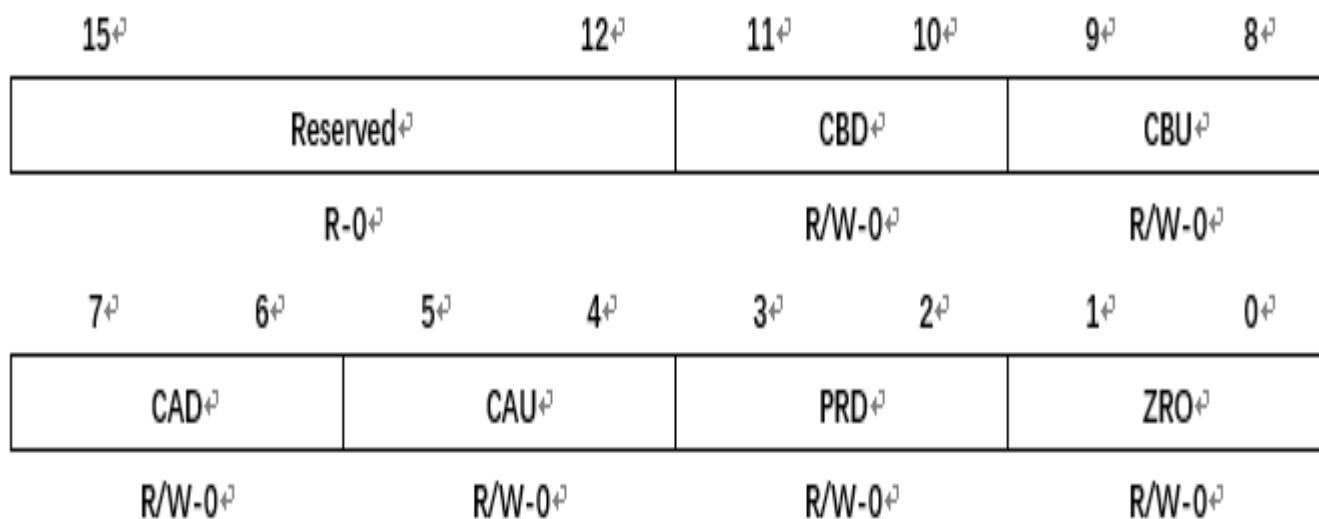 15 12 11 10 9 8
Reserved CBD CBU
R-0 R/W-0 R/W-0
7 6 5 4 3 2 1 0
CAD CAU PRD ZRO
R/W-0 R/W-0 R/W-0 R/W-0